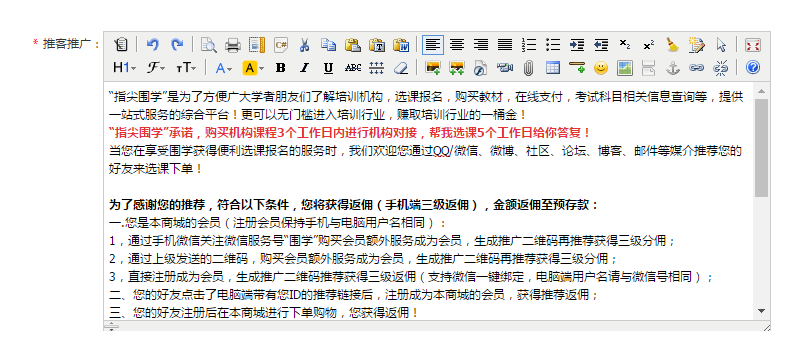 * 推客推广：
H1 ℱ тT A A B I U ABC
"指尖围学"是为了方便广大学者朋友们了解培训机构，选课报名，购买教材，在线支付，考试科目相关信息查询等，提供
一站式服务的综合平台！更可以无门槛进入培训行业，赚取培训行业的一桶金！
"指尖围学"承诺，购买机构课程3个工作日内进行机构对接，帮我选课5个工作日给你答复！
当您在享受围学获得便利选课报名的服务时，我们欢迎您通过QQ/微信、微博、社区、论坛、博客、邮件等媒介推荐您的
好友来选课下单！
为了感谢您的推荐，符合以下条件，您将获得返佣（手机端三级返佣），金额返佣至预存款：
一.您是本商城的会员（注册会员保持手机与电脑用户名相同）：
1，通过手机微信关注微信服务号"围学"购买会员额外服务成为会员，生成推广二维码再推荐获得三级分佣；
2，通过上级发送的二维码，购买会员额外服务成为会员，生成推广二维码再推荐获得三级分佣；
3，直接注册成为会员，生成推广二维码推荐获得三级返佣（支持微信一键绑定，电脑端用户名请与微信号相同）；
二、您的好友点击了电脑端带有您ID的推荐链接后，注册成为本商城的会员，获得推荐返佣；
三、您的好友注册后在本商城进行下单购物，您获得返佣！